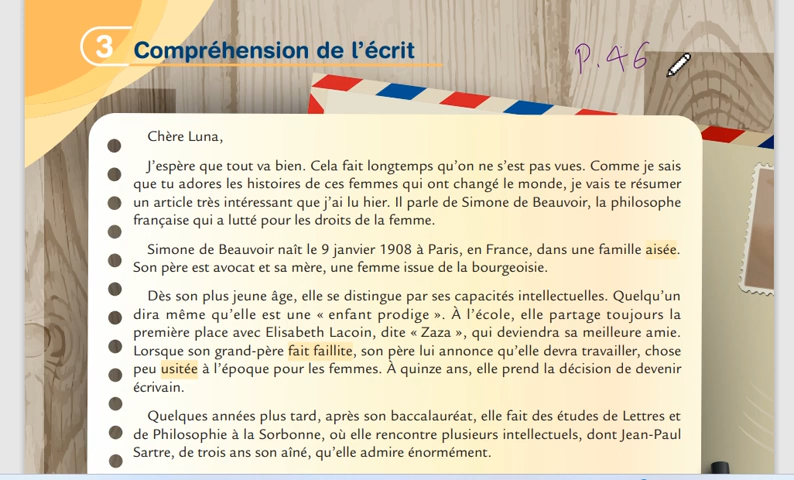 3 Compréhension de l'écrit
P.46
Chère Luna,
J'espère que tout va bien. Cela fait longtemps qu'on ne s'est pas vues. Comme je sais
que tu adores les histoires de ces femmes qui ont changé le monde, je vais te résumer
un article très intéressant que j'ai lu hier. Il parle de Simone de Beauvoir, la philosophe
française qui a lutté pour les droits de la femme.
Simone de Beauvoir naît le 9 janvier 1908 à Paris, en France, dans une famille aisée.
Son père est avocat et sa mère, une femme issue de la bourgeoisie.
Dès son plus jeune âge, elle se distingue par ses capacités intellectuelles. Quelqu'un
dira même qu'elle est une « enfant prodige ». À l'école, elle partage toujours la
première place avec Elisabeth Lacoin, dite « Zaza », qui deviendra sa meilleure amie.
Lorsque son grand-père fait faillite, son père lui annonce qu'elle devra travailler, chose
peu usitée à l'époque pour les femmes. À quinze ans, elle prend la décision de devenir
écrivain.
Quelques années plus tard, après son baccalauréat, elle fait des études de Lettres et
de Philosophie à la Sorbonne, où elle rencontre plusieurs intellectuels, dont Jean-Paul
Sartre, de trois ans son aîné, qu'elle admire énormément.